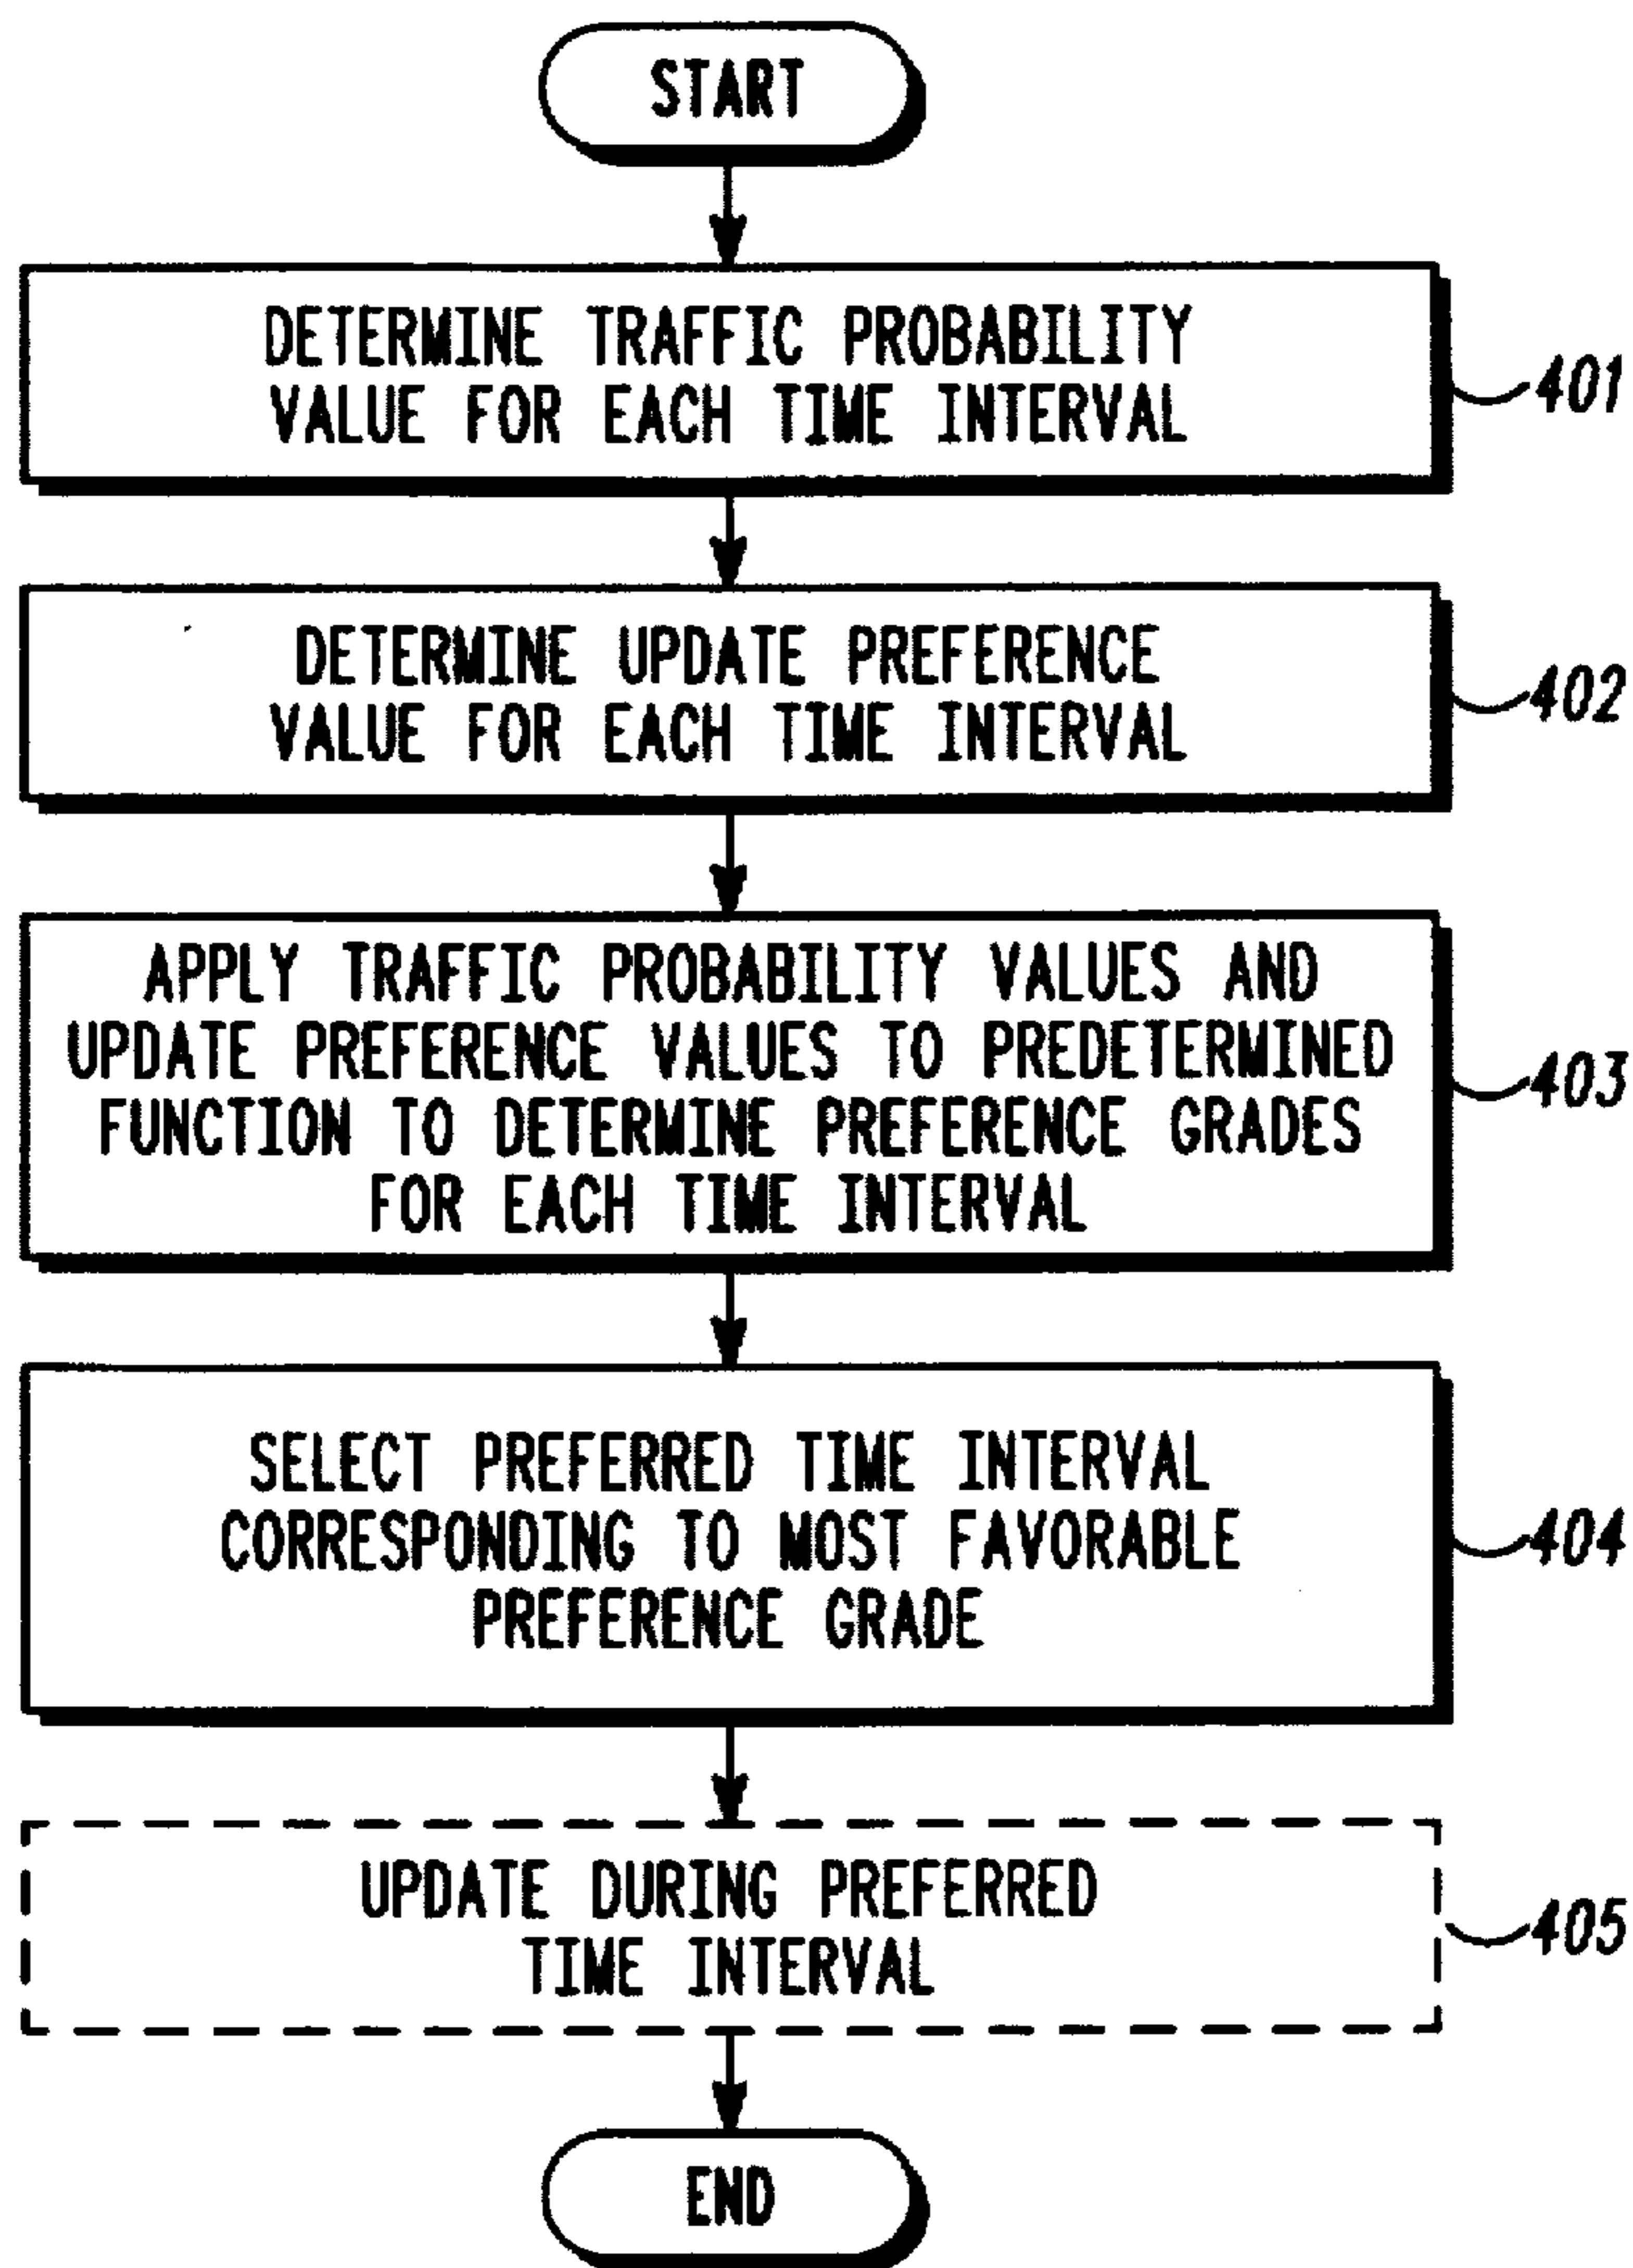 START
DETERMINE TRAFFIC PROBABILITY
VALUE FOR EACH TIME INTERVAL
401
DETERMINE UPDATE PREFERENCE
VALUE FOR EACH TIME INTERVAL
402
APPLY TRAFFIC PROBABILITY VALUES AND
UPDATE PREFERENCE VALUES TO PREDETERMINED
FUNCTION TO DETERMINE PREFERENCE GRADES
FOR EACH TIME INTERVAL
403
SELECT PREFERRED TIME INTERVAL
CORRESPONDING TO MOST FAVORABLE
PREFERENCE GRADE
404
UPDATE DURING PREFERRED
TIME INTERVAL
405
END